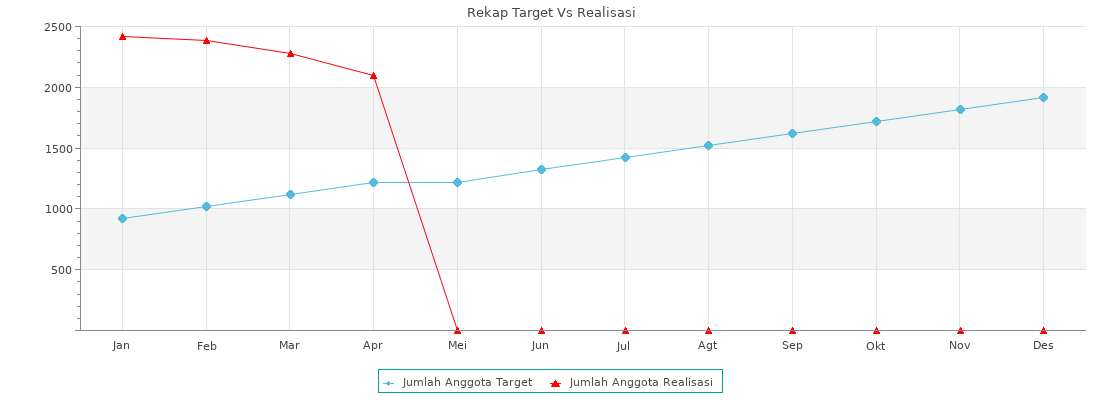 Rekap Target Vs Realisasi
2500
2000
1500
1000
500
Jan Feb Mar Apr Mei Jun Jul Agt Sep Okt Nov Des
Jumlah Anggota Target Jumlah Anggota Realisasi